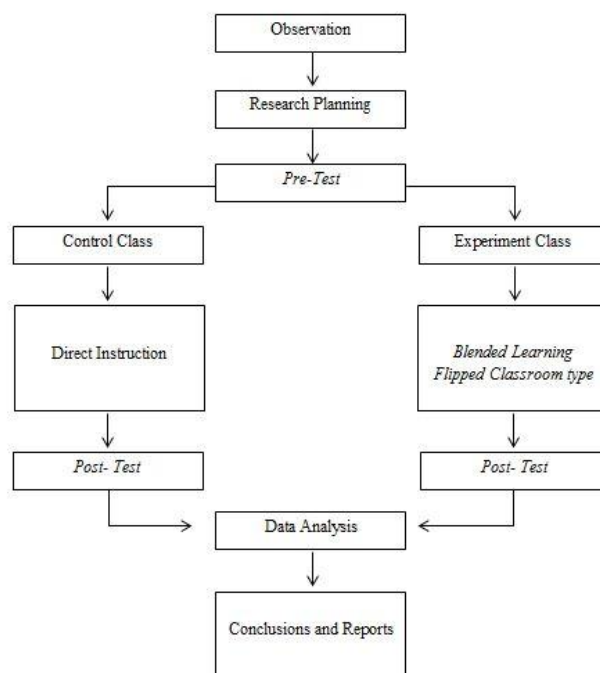 Observation
Research Planning
Pre-Test
Control Class
Experiment Class
Direct Instruction
Blended Learning
Flipped Classroom type
Post- Test
Post- Test
Data Analysis
Conclusions and Reports